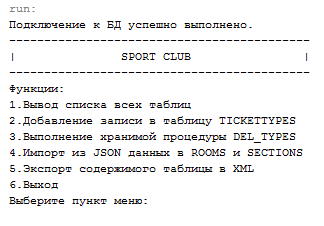 run:
Подключение к БД успешно выполнено.
-------------------------------------------
| SPORT CLUB |
-------------------------------------------
Функции:
1.Вывод списка всех таблиц
2.Добавление записи в таблицу TICKETTYPES
3.Выполнение хранимой процедуры DEL_TYPES
4.Импорт из JSON данных в ROOMS и SECTIONS
5.Экспорт содержимого таблицы в XML
6.Выход
Выберите пункт меню: